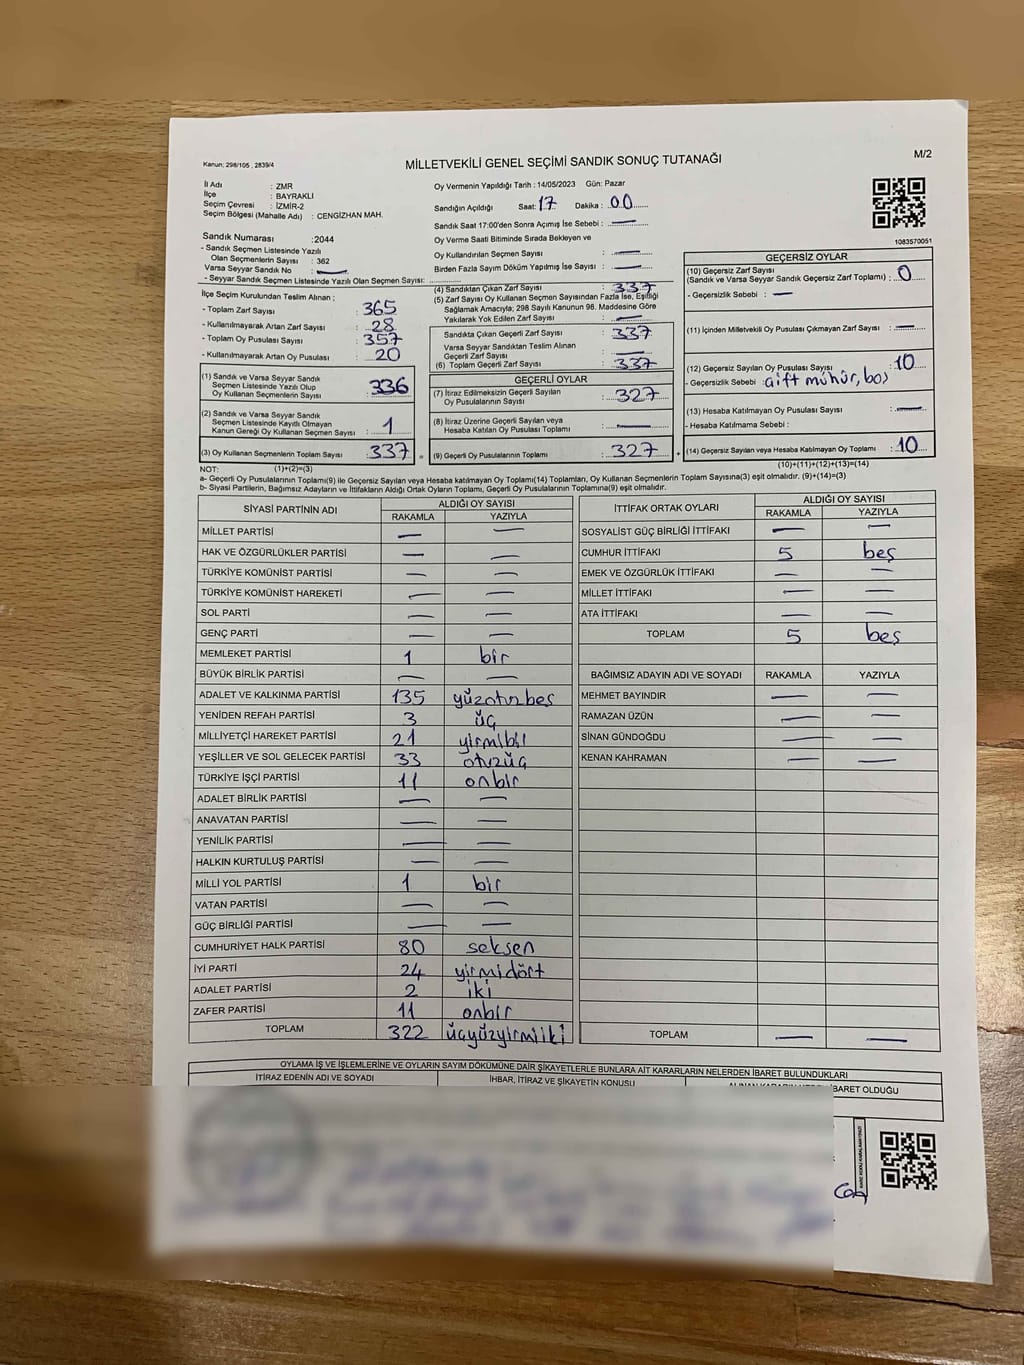 Kanun; 298/105 , 2839/4
MİLLETVEKİLİ GENEL SEÇİMİ SANDIK SONUÇ TUTANAĞI
M/2
İl Adı : ZMR
İlçe : BAYRAKLI
Seçim Çevresi : İZMİR-2
Seçim Bölgesi (Mahalle Adı) : CENGİZHAN MAH.
Sandık Numarası :2044
- Sandık Seçmen Listesinde Yazılı
Olan Seçmenlerin Sayısı : 362
Varsa Seyyar Sandık No : —
- Seyyar Sandık Seçmen Listesinde Yazılı Olan Seçmen Sayısı:
Oy Vermenin Yapıldığı Tarih : 14/05/2023 Gün: Pazar
Sandığın Açıldığı Saat: 17 Dakika : 00
Sandık Saat 17:00'den Sonra Açımış İse Sebebi : —
Oy Verme Saati Bitiminde Sırada Bekleyen ve
Oy Kullandırılan Seçmen Sayısı : —
Birden Fazla Sayım Döküm Yapılmış İse Sayısı : —
1083570051
İlçe Seçim Kurulundan Teslim Alınan ;
- Toplam Zarf Sayısı : 365
- Kullanılmayarak Artan Zarf Sayısı : 28
- Toplam Oy Pusulası Sayısı : 357
- Kullanılmayarak Artan Oy Pusulası : 20
(1) Sandık ve Varsa Seyyar Sandık
Seçmen Listesinde Yazılı Olup
Oy Kullanan Seçmenlerin Sayısı : 336
(2) Sandık ve Varsa Seyyar Sandık
Seçmen Listesinde Kayıtlı Olmayan
Kanun Gereği Oy Kullanan Seçmen Sayısı : 1
(3) Oy Kullanan Seçmenlerin Toplam Sayısı : 337
(4) Sandıktan Çıkan Zarf Sayısı : 337
(5) Zarf Sayısı Oy Kullanan Seçmen Sayısından Fazla İse, Eşitliği
Sağlamak Amacıyla; 298 Sayılı Kanunun 98. Maddesine Göre
Yakılarak Yok Edilen Zarf Sayısı : —
Sandıkta Çıkan Geçerli Zarf Sayısı : 337
Varsa Seyyar Sandıktan Teslim Alınan
Geçerli Zarf Sayısı : —
(6) Toplam Geçerli Zarf Sayısı : 337
GEÇERLİ OYLAR
(7) İtiraz Edilmeksizin Geçerli Sayılan
Oy Pusulalarının Sayısı : 327
(8) İtiraz Üzerine Geçerli Sayılan veya
Hesaba Katılan Oy Pusulası Toplamı : —
= (9) Geçerli Oy Pusulalarının Toplamı : 327
GEÇERSİZ OYLAR
(10) Geçersiz Zarf Sayısı
(Sandık ve Varsa Seyyar Sandık Geçersiz Zarf Toplamı) : 0
- Geçersizlik Sebebi : —
(11) İçinden Milletvekili Oy Pusulası Çıkmayan Zarf Sayısı : —
(12) Geçersiz Sayılan Oy Pusulası Sayısı : 10
- Geçersizlik Sebebi : çift mühür, boş
(13) Hesaba Katılmayan Oy Pusulası Sayısı : —
- Hesaba Katılmama Sebebi :
+ (14) Geçersiz Sayılan veya Hesaba Katılmayan Oy Toplamı : 10
NOT: (1)+(2)=(3)
(10)+(11)+(12)+(13)=(14)
a- Geçerli Oy Pusulalarının Toplamı(9) ile Geçersiz Sayılan veya Hesaba katılmayan Oy Toplamı(14) Toplamları, Oy Kullanan Seçmenlerin Toplam Sayısına(3) eşit olmalıdır. (9)+(14)=(3)
b- Siyasi Partilerin, Bağımsız Adayların ve İttifakların Aldığı Ortak Oyların Toplamı, Geçerli Oy Pusulalarının Toplamına(9) eşit olmalıdır.
SİYASİ PARTİNİN ADI ALDIĞI OY SAYISI
RAKAMLA YAZIYLA
MİLLET PARTİSİ — —
HAK VE ÖZGÜRLÜKLER PARTİSİ — —
TÜRKİYE KOMÜNİST PARTİSİ — —
TÜRKİYE KOMÜNİST HAREKETİ — —
SOL PARTİ — —
GENÇ PARTİ — —
MEMLEKET PARTİSİ 1 bir
BÜYÜK BİRLİK PARTİSİ — —
ADALET VE KALKINMA PARTİSİ 135 yüzotuzbeş
YENİDEN REFAH PARTİSİ 3 üç
MİLLİYETÇİ HAREKET PARTİSİ 21 yirmibir
YEŞİLLER VE SOL GELECEK PARTİSİ 33 otuzüç
TÜRKİYE İŞÇİ PARTİSİ 11 onbir
ADALET BİRLİK PARTİSİ — —
ANAVATAN PARTİSİ — —
YENİLİK PARTİSİ — —
HALKIN KURTULUŞ PARTİSİ — —
MİLLİ YOL PARTİSİ 1 bir
VATAN PARTİSİ — —
GÜÇ BİRLİĞİ PARTİSİ — —
CUMHURİYET HALK PARTİSİ 80 seksen
İYİ PARTİ 24 yirmidört
ADALET PARTİSİ 2 iki
ZAFER PARTİSİ 11 onbir
TOPLAM 322 üçyüzyirmiiki
İTTİFAK ORTAK OYLARI ALDIĞI OY SAYISI
RAKAMLA YAZIYLA
SOSYALİST GÜÇ BİRLİĞİ İTTİFAKI — —
CUMHUR İTTİFAKI 5 beş
EMEK VE ÖZGÜRLÜK İTTİFAKI — —
MİLLET İTTİFAKI — —
ATA İTTİFAKI — —
TOPLAM 5 beş
BAĞIMSIZ ADAYIN ADI VE SOYADI RAKAMLA YAZIYLA
MEHMET BAYINDIR — —
RAMAZAN ÜZÜN — —
SİNAN GÜNDOĞDU — —
KENAN KAHRAMAN — —
TOPLAM — —
OYLAMA İŞ VE İŞLEMLERİNE VE OYLARIN SAYIM DÖKÜMÜNE DAİR ŞİKAYETLERLE BUNLARA AİT KARARLARIN NELERDEN İBARET BULUNDUKLARI
İTİRAZ EDENİN ADI VE SOYADI İHBAR, İTİRAZ VE ŞİKAYETİN KONUSU İBARET OLDUĞU